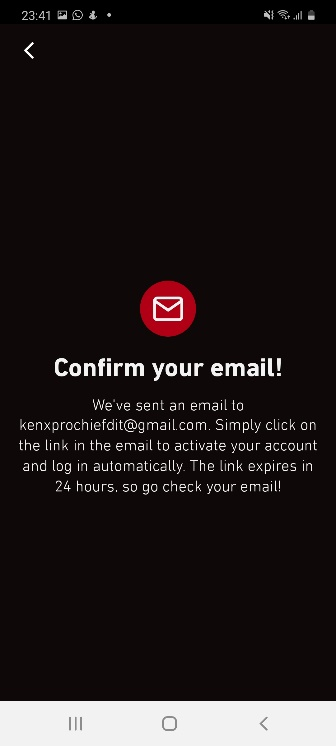 23:41
Confirm your email!
We've sent an email to
kenxprochiefdit@gmail.com. Simply click on
the link in the email to activate your account
and log in automatically. The link expires in
24 hours, so go check your email!